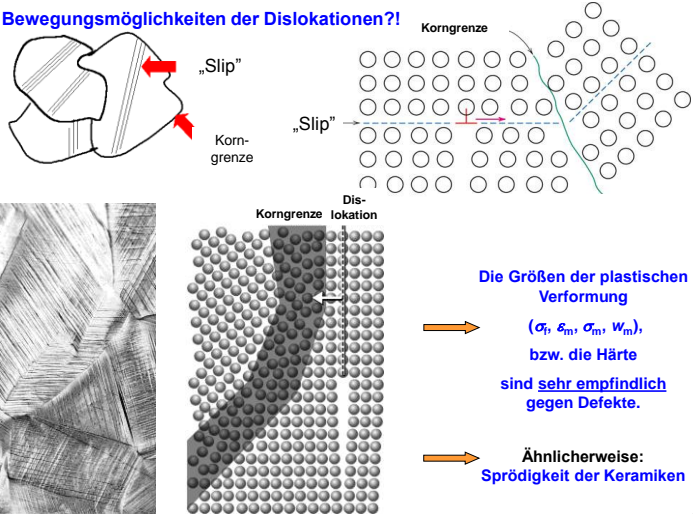 Bewegungsmöglichkeiten der Dislokationen?!
„Slip”
Korn-
grenze
Korngrenze
„Slip”
Korngrenze
Dis-
lokation
Die Größen der plastischen
Verformung
(σf, εm, σm, wm),
bzw. die Härte
sind sehr empfindlich
gegen Defekte.
Ähnlicherweise:
Sprödigkeit der Keramiken